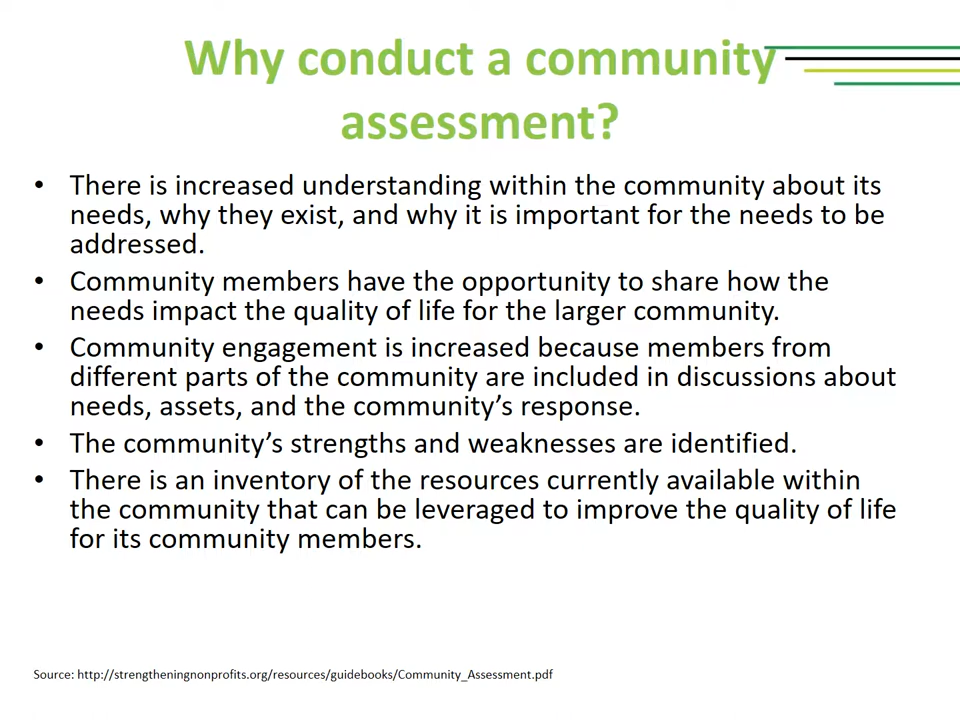 Why conduct a community
assessment?
• There is increased understanding within the community about its
needs, why they exist, and why it is important for the needs to be
addressed.
• Community members have the opportunity to share how the
needs impact the quality of life for the larger community.
• Community engagement is increased because members from
different parts of the community are included in discussions about
needs, assets, and the community’s response.
• The community’s strengths and weaknesses are identified.
• There is an inventory of the resources currently available within
the community that can be leveraged to improve the quality of life
for its community members.
Source: http://strengtheningnonprofits.org/resources/guidebooks/Community_Assessment.pdf